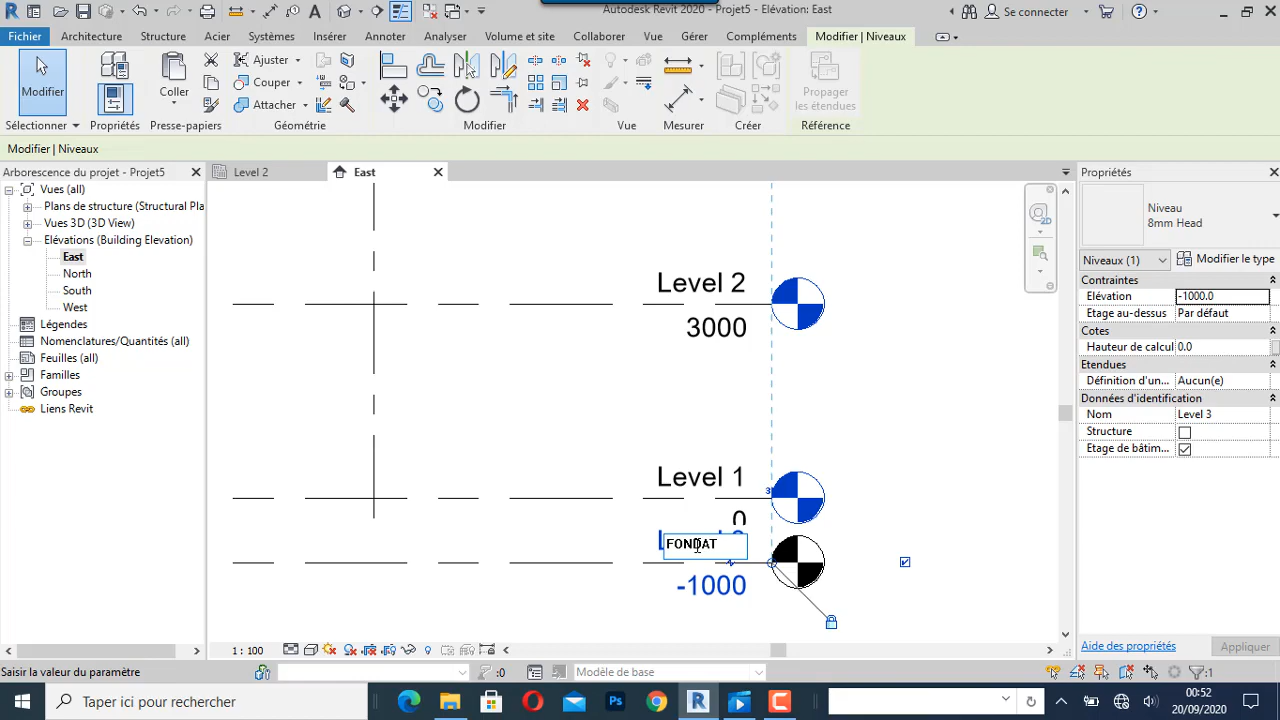 Autodesk Revit 2020 - Projet5 - Elévation: East
Se connecter
Fichier
Architecture
Structure
Acier
Systèmes
Insérer
Annoter
Analyser
Volume et site
Collaborer
Vue
Gérer
Compléments
Modifier | Niveaux
Modifier
Coller
Ajuster
Couper
Attacher
Propager
les étendues
Sélectionner
Propriétés
Presse-papiers
Géométrie
Modifier
Vue
Mesurer
Créer
Référence
Modifier | Niveaux
Arborescence du projet - Projet5
Vues (all)
Plans de structure (Structural Pla
Vues 3D (3D View)
Elévations (Building Elevation)
East
North
South
West
Légendes
Nomenclatures/Quantités (all)
Feuilles (all)
Familles
Groupes
Liens Revit
Level 2
East
Level 2
3000
Level 1
0
FONDAT
-1000
2D
Propriétés
Niveau
8mm Head
Niveaux (1)
Modifier le type
Contraintes
Elévation
-1000.0
Etage au-dessus
Par défaut
Cotes
Hauteur de calcul
0.0
Etendues
Définition d'un...
Aucun(e)
Données d'identification
Nom
Level 3
Structure
Etage de bâtim...
Aide des propriétés
Appliquer
1 : 100
Saisir la valeur du paramètre
:0
Modèle de base
:1
Taper ici pour rechercher
00:52
20/09/2020